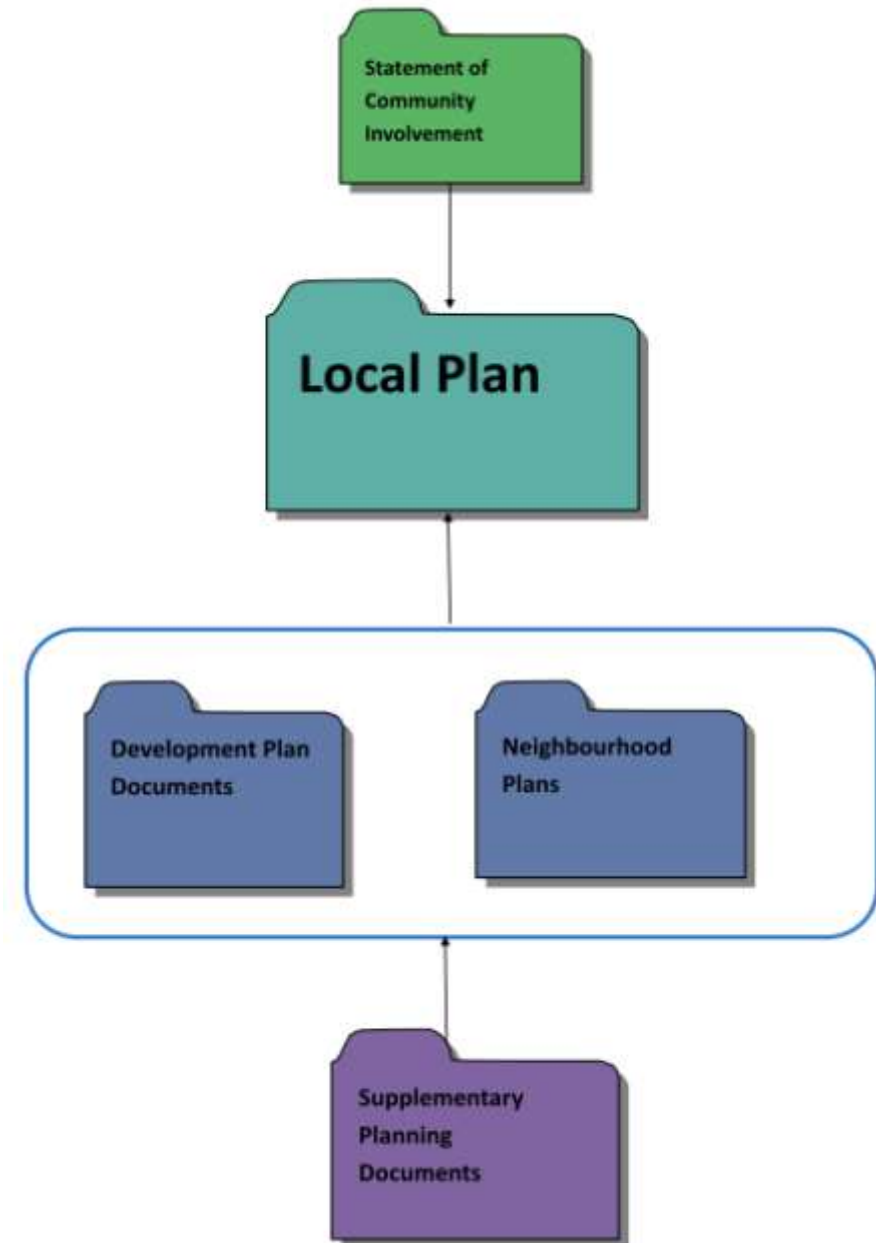 Statement of
Community
Involvement
Local Plan
Development Plan
Documents
Neighbourhood
Plans
Supplementary
Planning
Documents